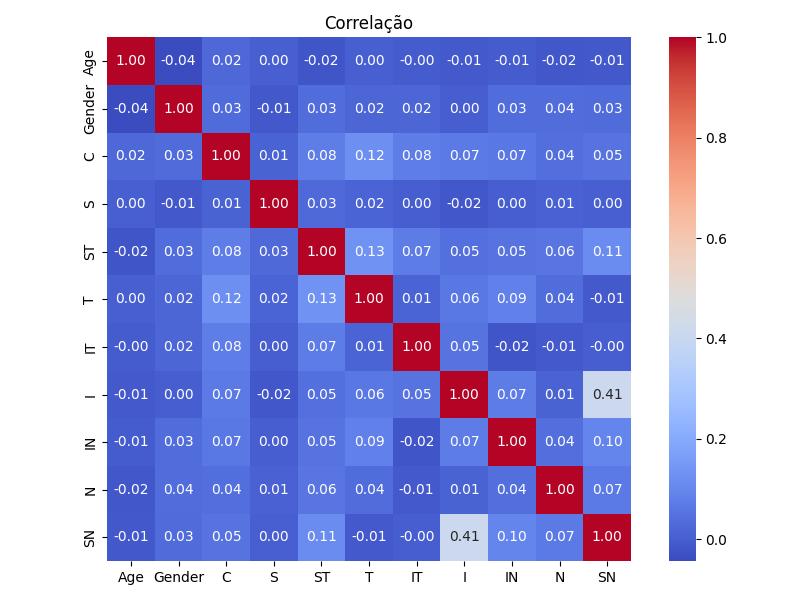 Correlação
Age 1.00 -0.04 0.02 0.00 -0.02 0.00 -0.00 -0.01 -0.01 -0.02 -0.01
Gender -0.04 1.00 0.03 -0.01 0.03 0.02 0.02 0.00 0.03 0.04 0.03
C 0.02 0.03 1.00 0.01 0.08 0.12 0.08 0.07 0.07 0.04 0.05
S 0.00 -0.01 0.01 1.00 0.03 0.02 0.00 -0.02 0.00 0.01 0.00
ST -0.02 0.03 0.08 0.03 1.00 0.13 0.07 0.05 0.05 0.06 0.11
T 0.00 0.02 0.12 0.02 0.13 1.00 0.01 0.06 0.09 0.04 -0.01
IT -0.00 0.02 0.08 0.00 0.07 0.01 1.00 0.05 -0.02 -0.01 -0.00
I -0.01 0.00 0.07 -0.02 0.05 0.06 0.05 1.00 0.07 0.01 0.41
IN -0.01 0.03 0.07 0.00 0.05 0.09 -0.02 0.07 1.00 0.04 0.10
N -0.02 0.04 0.04 0.01 0.06 0.04 -0.01 0.01 0.04 1.00 0.07
SN -0.01 0.03 0.05 0.00 0.11 -0.01 -0.00 0.41 0.10 0.07 1.00
Age Gender C S ST T IT I IN N SN
1.0
0.8
0.6
0.4
0.2
0.0